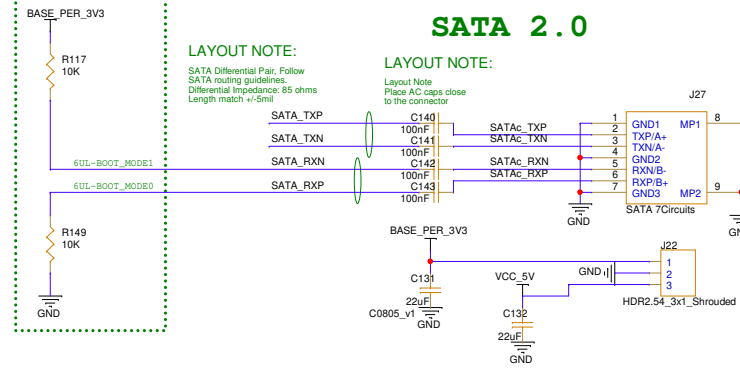 SATA 2.0
BASE_PER_3V3
R117
10K
LAYOUT NOTE:
SATA Differential Pair, Follow
SATA routing guidelines.
Differential Impedance: 85 ohms
Length match +/-5mil
LAYOUT NOTE:
Layout Note
Place AC caps close
to the connector
J27
SATA_TXP
C140
100nF
SATAc_TXP
SATA_TXN
C141
100nF
SATAc_TXN
6UL-BOOT_MODE1
SATA_RXN
C142
100nF
SATAc_RXN
6UL-BOOT_MODE0
SATA_RXP
C143
100nF
SATAc_RXP
1 GND1 MP1 8
2 TXP/A+
3 TXN/A-
4 GND2
5 RXN/B-
6 RXP/B+
7 GND3 MP2 9
SATA 7Circuits
GND
R149
10K
GND
BASE_PER_3V3
C131
22uF
C0805_v1
GND
VCC_5V
C132
22uF
GND
J22
GND
1
2
3
HDR2.54_3x1_Shrouded